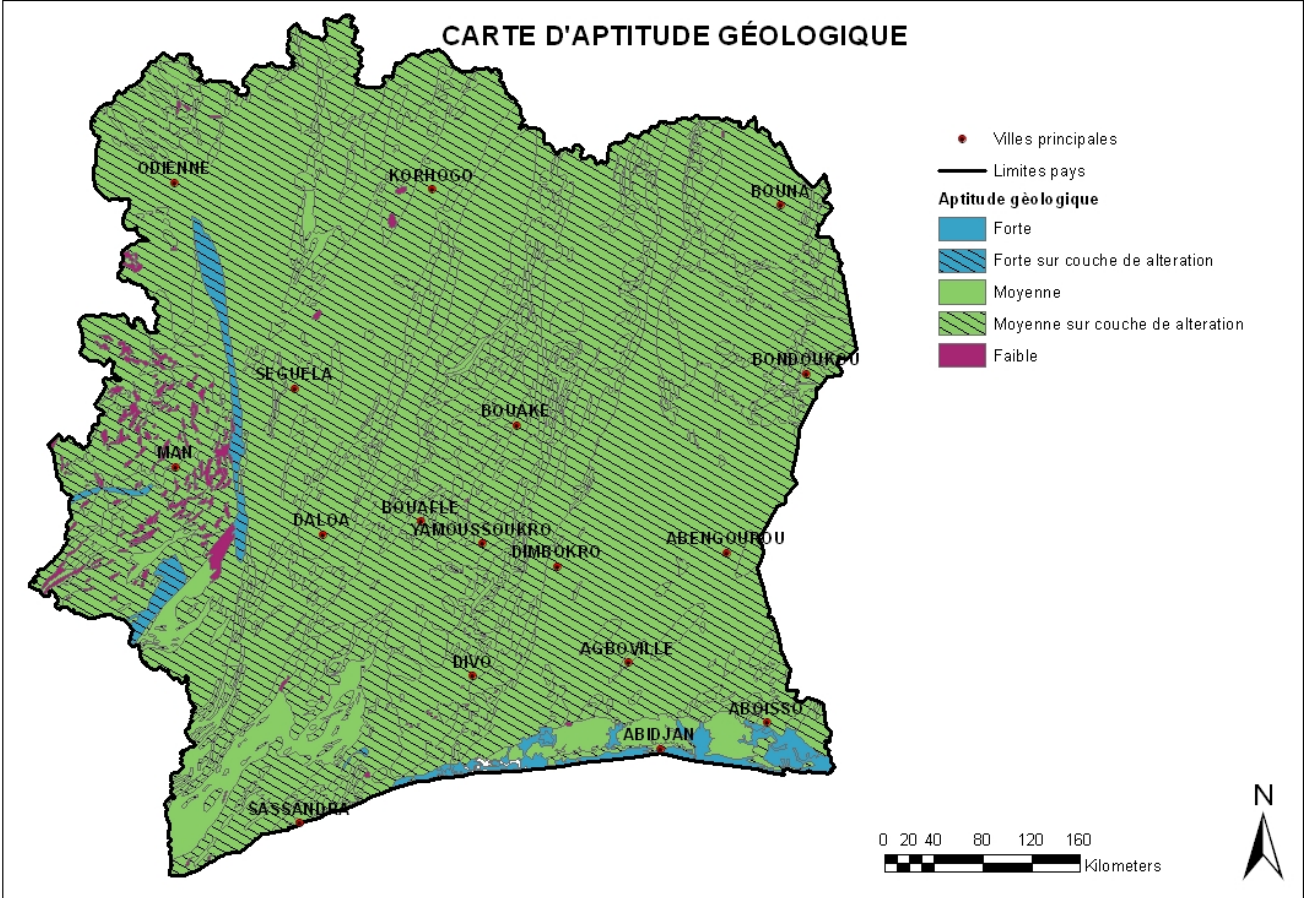 CARTE D'APTITUDE GÉOLOGIQUE
Villes principales
Limites pays
Aptitude gèologique
Forte
Forte sur couche de alteration
Moyenne
Moyenne sur couche de alteration
Faible
ODIENNE
KORHOGO
BOUNA
SEGUELA
BONDOUKOU
BOUAKE
MAN
DALOA
BOUAFLE
YAMOUSSOUKRO
DIMBOKRO
ABENGOUROU
DIVO
AGBOVILLE
ABOISSO
ABIDJAN
SASSANDRA
N
0 20 40 80 120 160
Kilometers